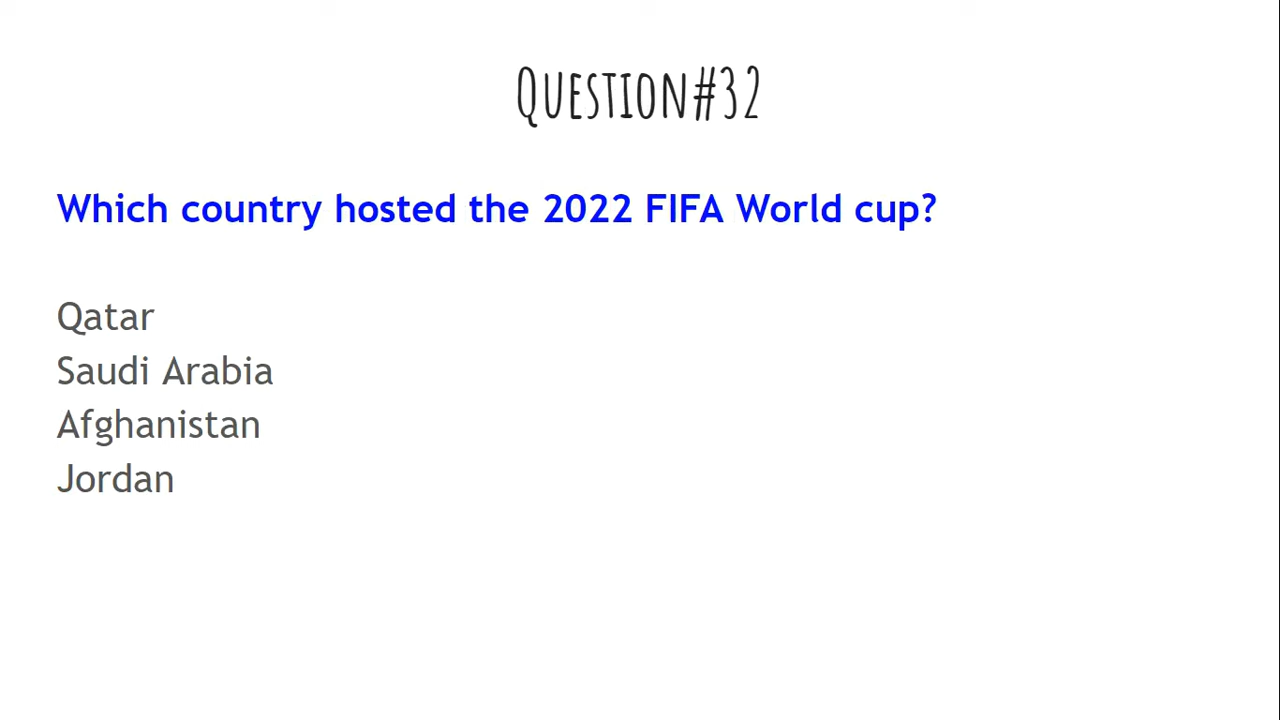 Question#32
Which country hosted the 2022 FIFA World cup?
Qatar
Saudi Arabia
Afghanistan
Jordan